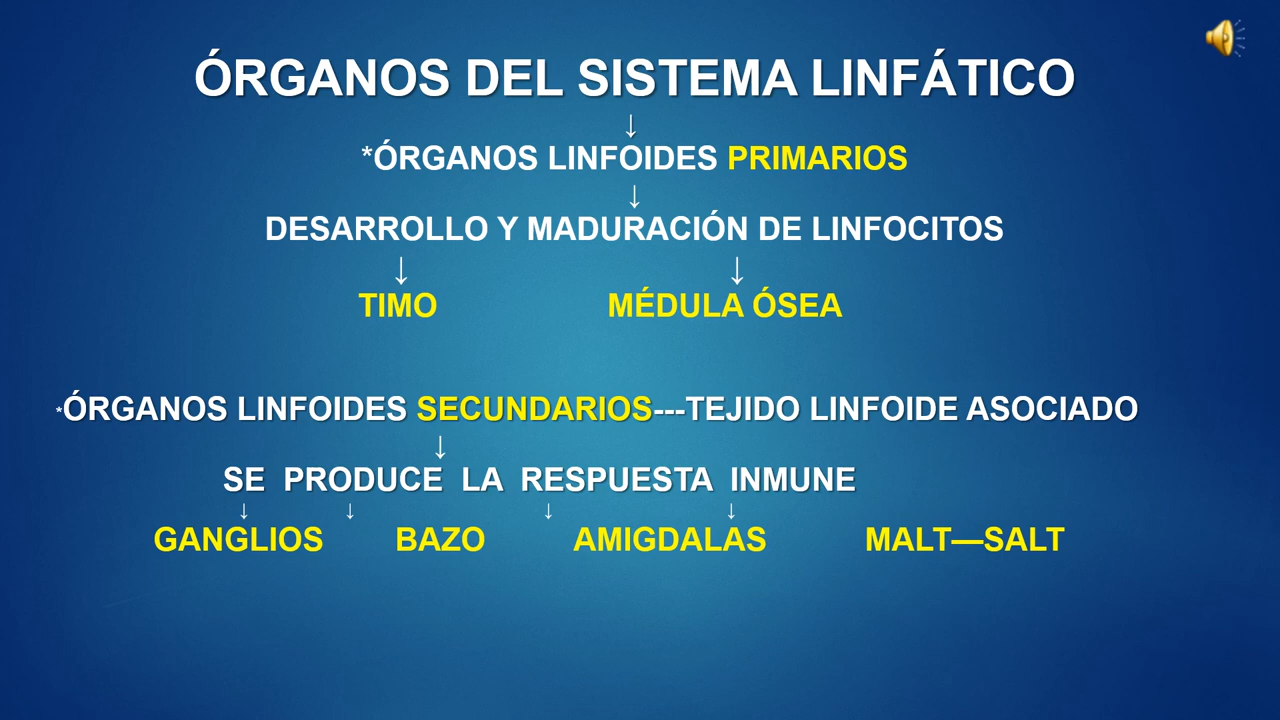 ÓRGANOS DEL SISTEMA LINFÁTICO
↓
*ÓRGANOS LINFOIDES PRIMARIOS
↓
DESARROLLO Y MADURACIÓN DE LINFOCITOS
↓ ↓
TIMO MÉDULA ÓSEA
*ÓRGANOS LINFOIDES SECUNDARIOS---TEJIDO LINFOIDE ASOCIADO
↓
SE PRODUCE LA RESPUESTA INMUNE
↓ ↓ ↓ ↓
GANGLIOS BAZO AMIGDALAS MALT—SALT